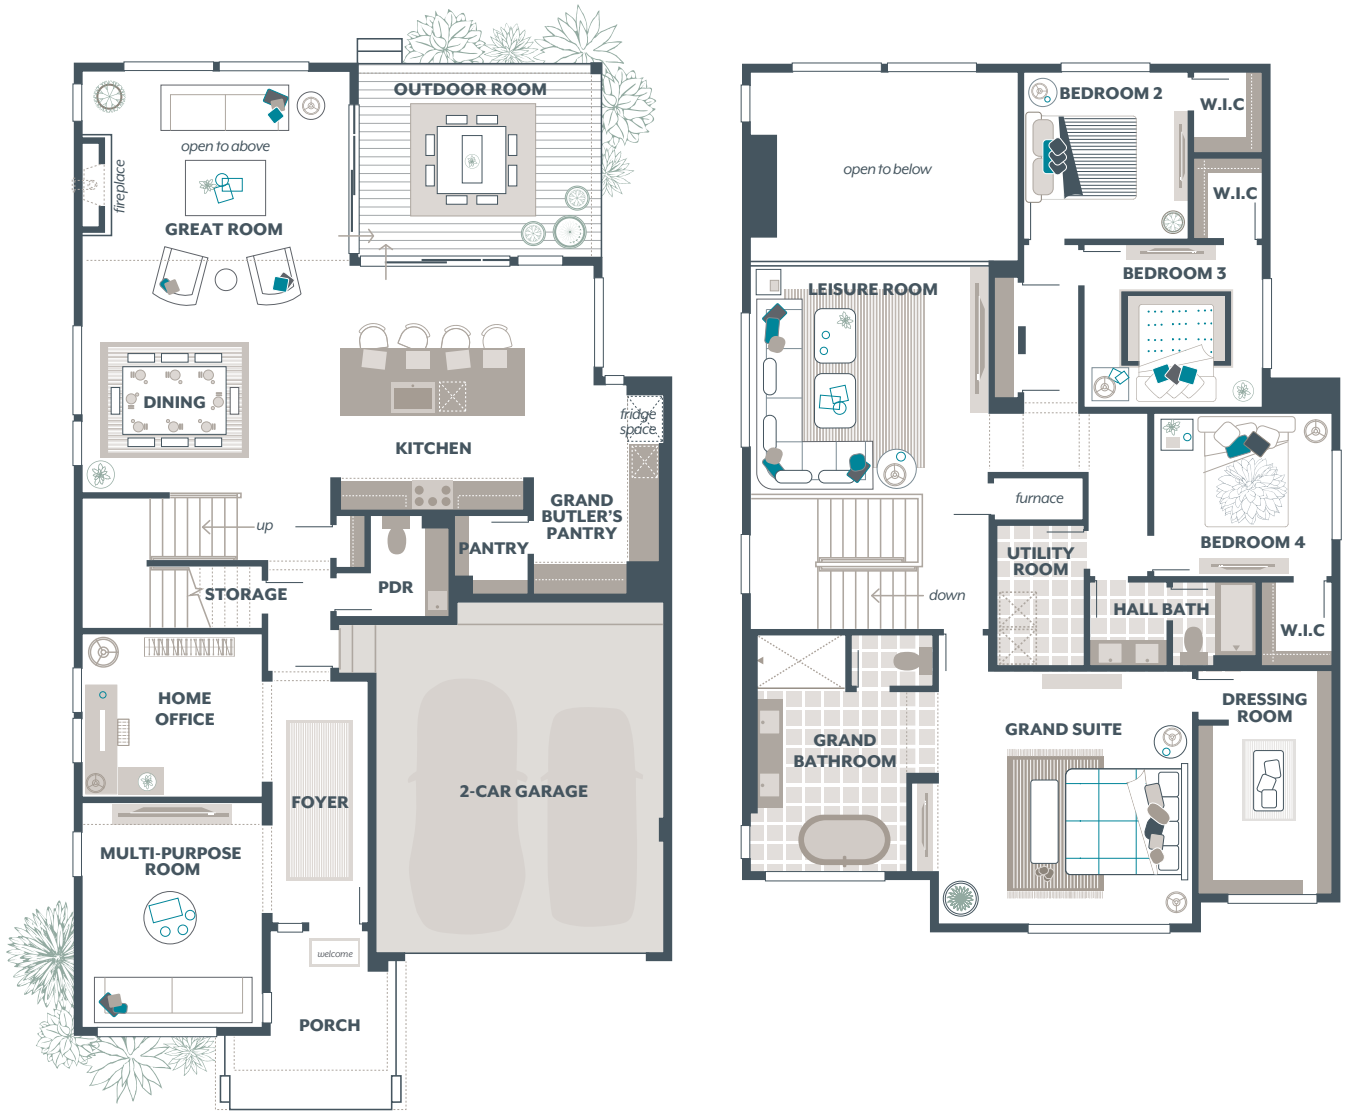 OUTDOOR ROOM
open to above
fireplace
GREAT ROOM
DINING
fridge
space
KITCHEN
GRAND
BUTLER'S
PANTRY
up
PANTRY
PDR
STORAGE
HOME
OFFICE
FOYER
2-CAR GARAGE
MULTI-PURPOSE
ROOM
welcome
PORCH
BEDROOM 2
W.I.C
open to below
W.I.C
BEDROOM 3
LEISURE ROOM
furnace
BEDROOM 4
UTILITY
ROOM
down
HALL BATH
W.I.C
DRESSING
ROOM
GRAND SUITE
GRAND
BATHROOM